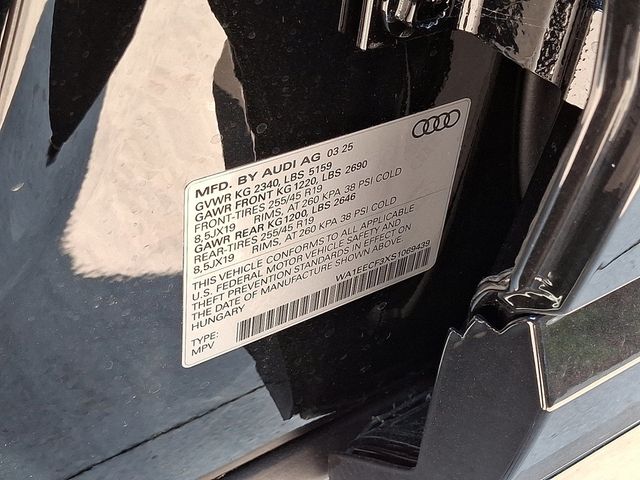 MFD. BY AUDI AG 03 25
GVWR KG 2340, LBS 5159
GAWR FRONT KG 1220, LBS 2690
FRONT-TIRES 255/45 R19
8,5JX19 RIMS, AT 260 KPA 38 PSI COLD
GAWR REAR KG1200, LBS 2646
REAR-TIRES 255/45 R19
8,5JX19 RIMS, AT 260 KPA 38 PSI COLD
THIS VEHICLE CONFORMS TO ALL APPLICABLE
U.S. FEDERAL MOTOR VEHICLE SAFETY AND
THEFT PREVENTION STANDARDS IN EFFECT ON
THE DATE OF MANUFACTURE SHOWN ABOVE.
HUNGARY
WA1EECF3XS1069439
TYPE:
MPV